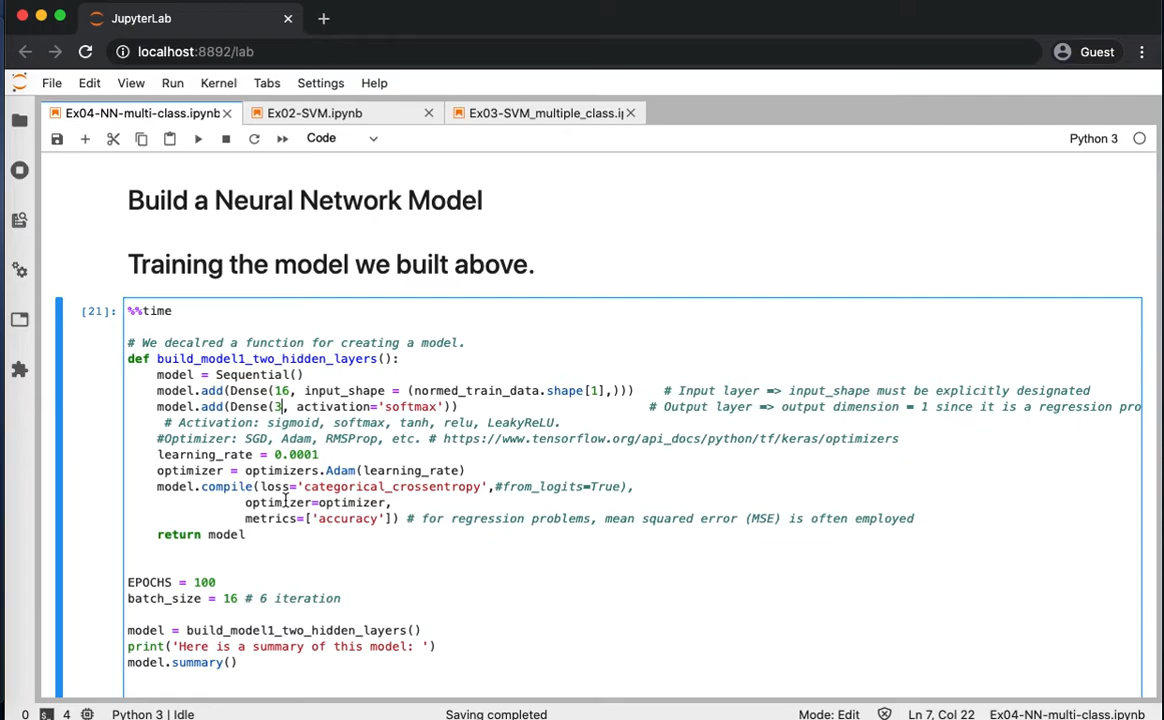 JupyterLab
localhost:8892/lab
Guest
File Edit View Run Kernel Tabs Settings Help
Ex04-NN-multi-class.ipynb Ex02-SVM.ipynb Ex03-SVM_multiple_class.i
Code Python 3
Build a Neural Network Model
Training the model we built above.
[21]: %%time
# We decalred a function for creating a model.
def build_model1_two_hidden_layers():
model = Sequential()
model.add(Dense(16, input_shape = (normed_train_data.shape[1],))) # Input layer => input_shape must be explicitly designated
model.add(Dense(3, activation='softmax')) # Output layer => output dimension = 1 since it is a regression pro
# Activation: sigmoid, softmax, tanh, relu, LeakyReLU.
#Optimizer: SGD, Adam, RMSProp, etc. # https://www.tensorflow.org/api_docs/python/tf/keras/optimizers
learning_rate = 0.0001
optimizer = optimizers.Adam(learning_rate)
model.compile(loss='categorical_crossentropy',#from_logits=True),
optimizer=optimizer,
metrics=['accuracy']) # for regression problems, mean squared error (MSE) is often employed
return model
EPOCHS = 100
batch_size = 16 # 6 iteration
model = build_model1_two_hidden_layers()
print('Here is a summary of this model: ')
model.summary()
0 4 Python 3 | Idle Saving completed Mode: Edit Ln 7, Col 22 Ex04-NN-multi-class.ipynb